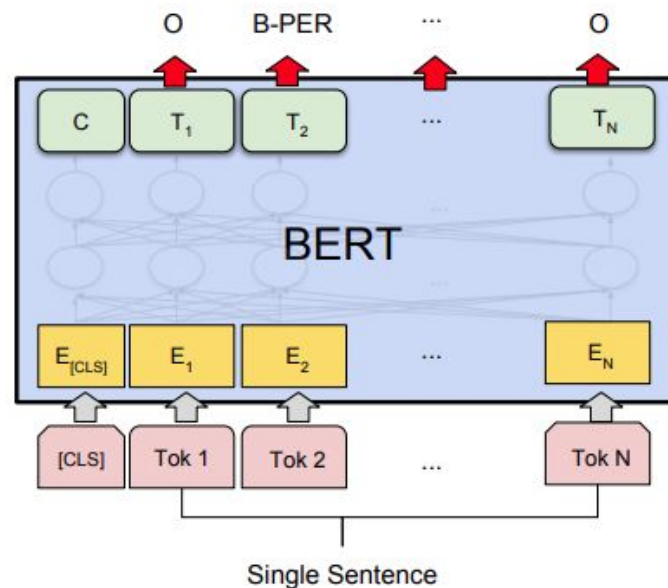 O B-PER ... O
C T1 T2 ... TN
...
BERT
...
E[CLS] E1 E2 ... EN
[CLS] Tok 1 Tok 2 ... Tok N
Single Sentence